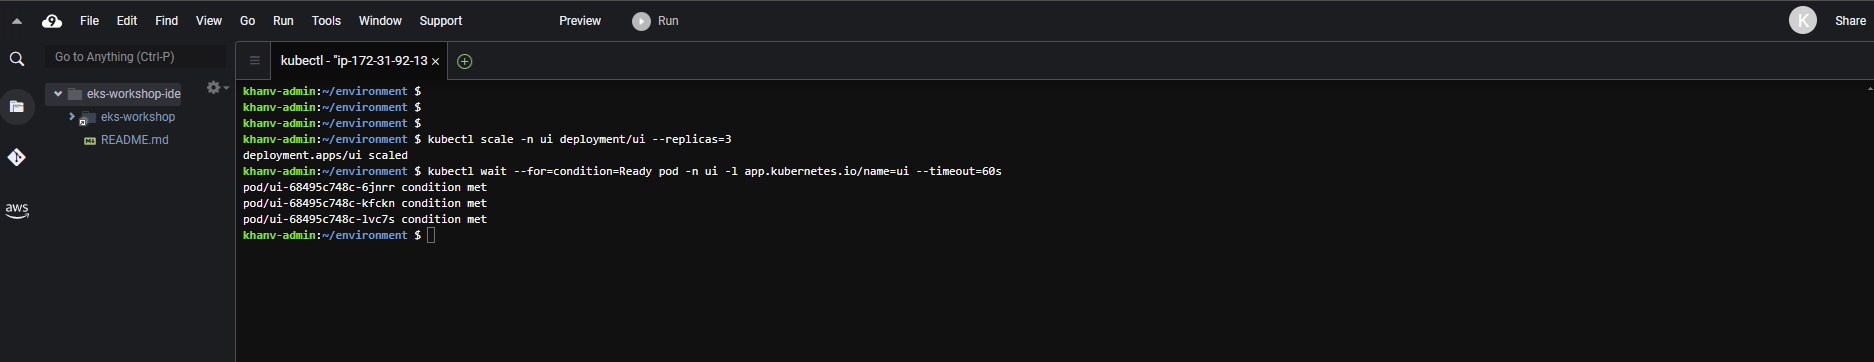 9 File Edit Find View Go Run Tools Window Support Preview Run K Share
Go to Anything (Ctrl-P)
kubectl - "ip-172-31-92-13 ×
eks-workshop-ide
eks-workshop
README.md
aws
khanv-admin:~/environment $
khanv-admin:~/environment $
khanv-admin:~/environment $
khanv-admin:~/environment $ kubectl scale -n ui deployment/ui --replicas=3
deployment.apps/ui scaled
khanv-admin:~/environment $ kubectl wait --for=condition=Ready pod -n ui -l app.kubernetes.io/name=ui --timeout=60s
pod/ui-68495c748c-6jnrr condition met
pod/ui-68495c748c-kfckn condition met
pod/ui-68495c748c-lvc7s condition met
khanv-admin:~/environment $